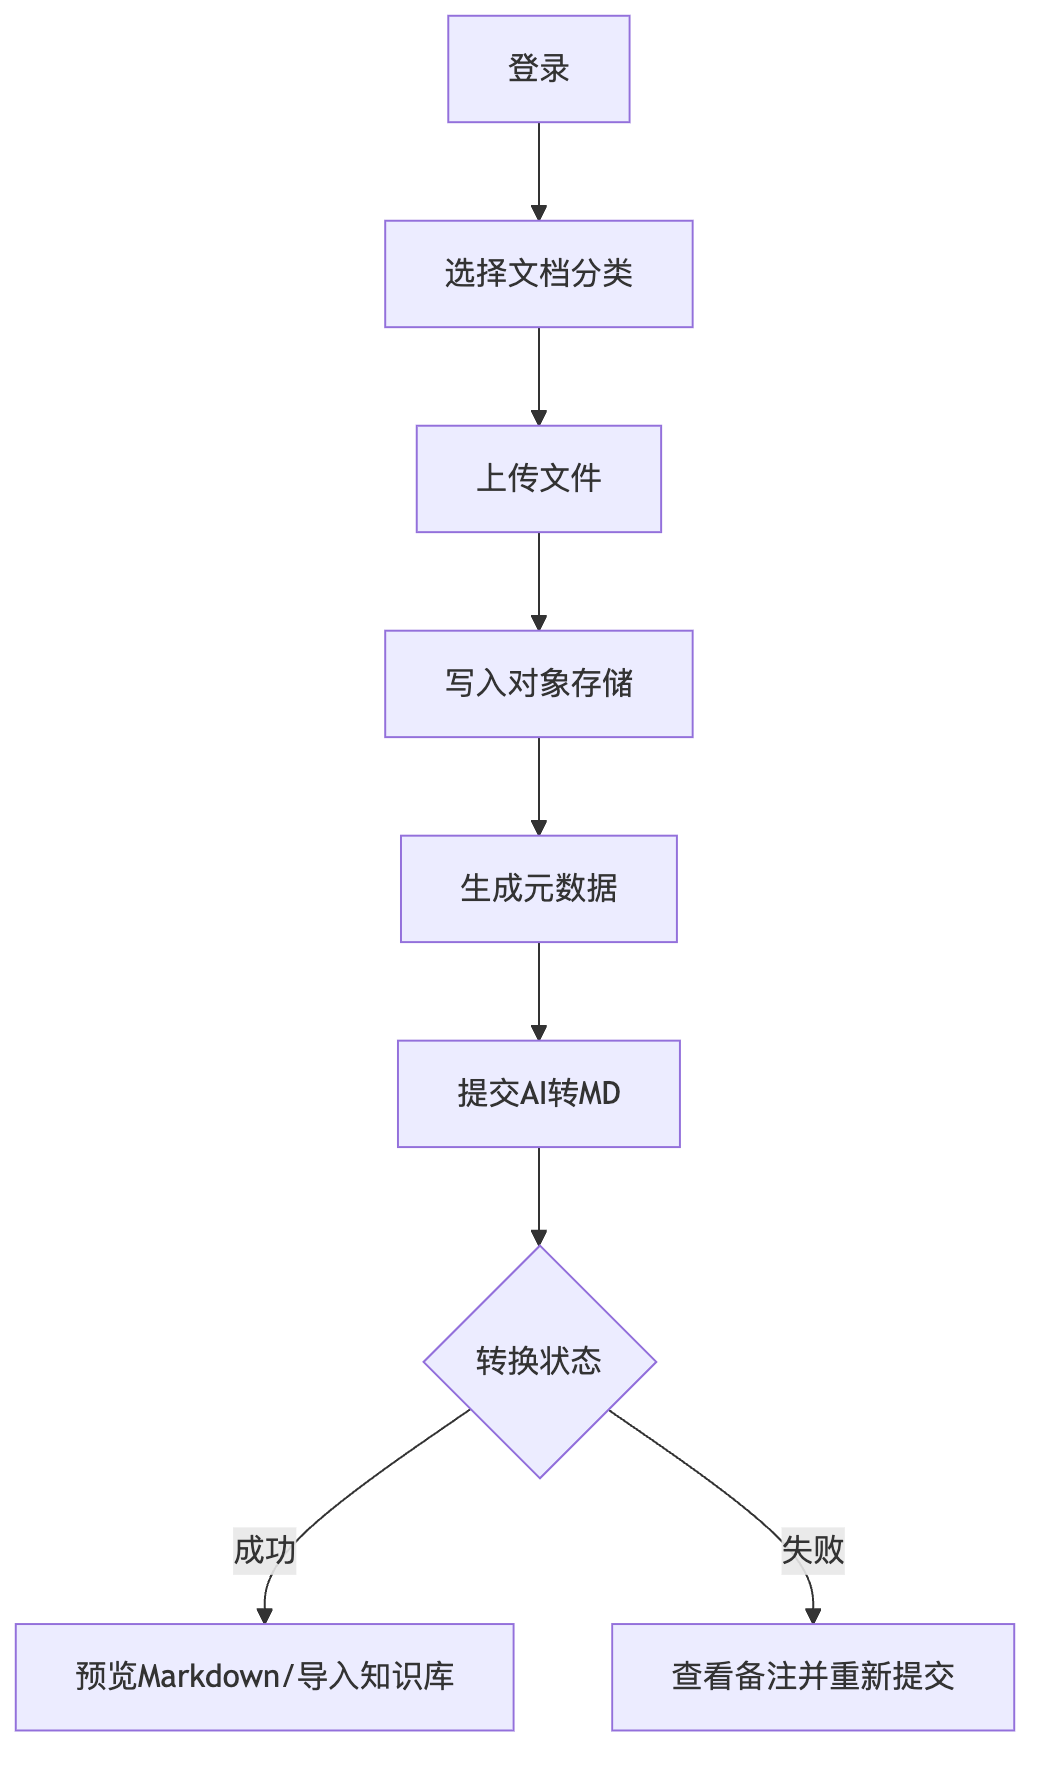 登录
选择文档分类
上传文件
写入对象存储
生成元数据
提交AI转MD
转换状态
成功
失败
预览Markdown/导入知识库
查看备注并重新提交